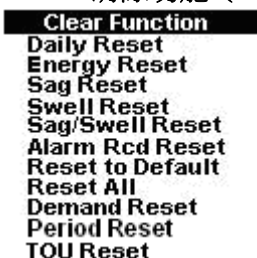 Clear Function
Daily Reset
Energy Reset
Sag Reset
Swell Reset
Sag/Swell Reset
Alarm Rcd Reset
Reset to Default
Reset All
Demand Reset
Period Reset
TOU Reset